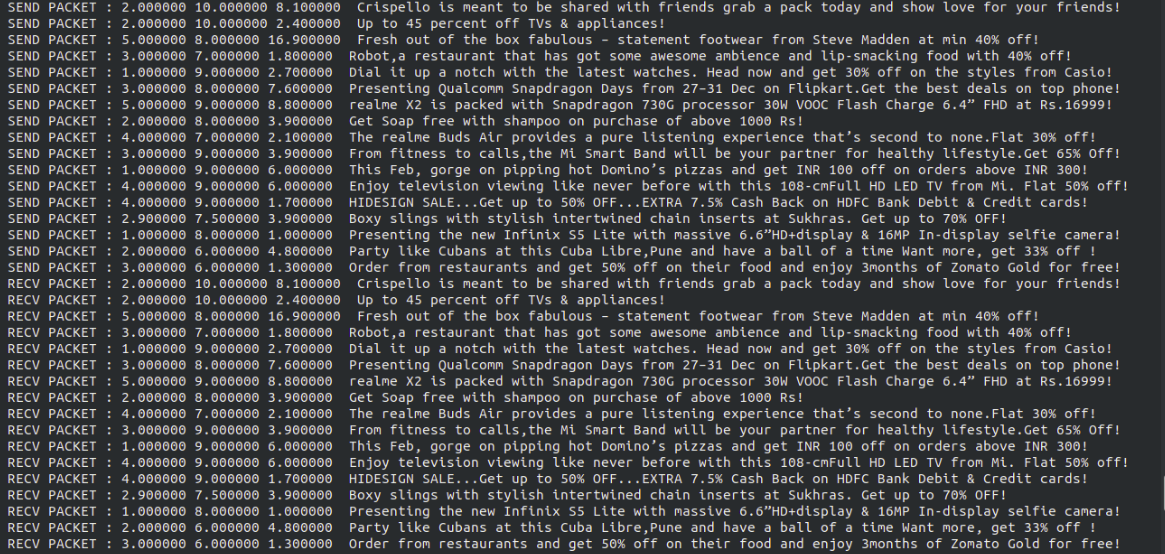 SEND PACKET : 2.000000 10.000000 8.100000  Crispello is meant to be shared with friends grab a pack today and show love for your friends!
SEND PACKET : 2.000000 10.000000 2.400000  Up to 45 percent off TVs & appliances!
SEND PACKET : 5.000000 8.000000 16.900000  Fresh out of the box fabulous – statement footwear from Steve Madden at min 40% off!
SEND PACKET : 3.000000 7.000000 1.800000  Robot,a restaurant that has got some awesome ambience and lip-smacking food with 40% off!
SEND PACKET : 1.000000 9.000000 2.700000  Dial it up a notch with the latest watches. Head now and get 30% off on the styles from Casio!
SEND PACKET : 3.000000 8.000000 7.600000  Presenting Qualcomm Snapdragon Days from 27–31 Dec on Flipkart.Get the best deals on top phone!
SEND PACKET : 5.000000 9.000000 8.800000  realme X2 is packed with Snapdragon 730G processor 30W VOOC Flash Charge 6.4” FHD at Rs.16999!
SEND PACKET : 2.000000 8.000000 3.900000  Get Soap free with shampoo on purchase of above 1000 Rs!
SEND PACKET : 4.000000 7.000000 2.100000  The realme Buds Air provides a pure listening experience that’s second to none.Flat 30% off!
SEND PACKET : 3.000000 9.000000 3.900000  From fitness to calls,the Mi Smart Band will be your partner for healthy lifestyle.Get 65% Off!
SEND PACKET : 1.000000 9.000000 6.000000  This Feb, gorge on pipping hot Domino’s pizzas and get INR 100 off on orders above INR 300!
SEND PACKET : 4.000000 9.000000 6.000000  Enjoy television viewing like never before with this 108-cmFull HD LED TV from Mi. Flat 50% off!
SEND PACKET : 4.000000 9.000000 1.700000  HIDESIGN SALE...Get up to 50% OFF...EXTRA 7.5% Cash Back on HDFC Bank Debit & Credit cards!
SEND PACKET : 2.900000 7.500000 3.900000  Boxy slings with stylish intertwined chain inserts at Sukhras. Get up to 70% OFF!
SEND PACKET : 1.000000 8.000000 1.000000  Presenting the new Infinix S5 Lite with massive 6.6”HD+display & 16MP In-display selfie camera!
SEND PACKET : 2.000000 6.000000 4.800000  Party like Cubans at this Cuba Libre,Pune and have a ball of a time Want more, get 33% off !
SEND PACKET : 3.000000 6.000000 1.300000  Order from restaurants and get 50% off on their food and enjoy 3months of Zomato Gold for free!
RECV PACKET : 2.000000 10.000000 8.100000  Crispello is meant to be shared with friends grab a pack today and show love for your friends!
RECV PACKET : 2.000000 10.000000 2.400000  Up to 45 percent off TVs & appliances!
RECV PACKET : 5.000000 8.000000 16.900000  Fresh out of the box fabulous – statement footwear from Steve Madden at min 40% off!
RECV PACKET : 3.000000 7.000000 1.800000  Robot,a restaurant that has got some awesome ambience and lip-smacking food with 40% off!
RECV PACKET : 1.000000 9.000000 2.700000  Dial it up a notch with the latest watches. Head now and get 30% off on the styles from Casio!
RECV PACKET : 3.000000 8.000000 7.600000  Presenting Qualcomm Snapdragon Days from 27–31 Dec on Flipkart.Get the best deals on top phone!
RECV PACKET : 5.000000 9.000000 8.800000  realme X2 is packed with Snapdragon 730G processor 30W VOOC Flash Charge 6.4” FHD at Rs.16999!
RECV PACKET : 2.000000 8.000000 3.900000  Get Soap free with shampoo on purchase of above 1000 Rs!
RECV PACKET : 4.000000 7.000000 2.100000  The realme Buds Air provides a pure listening experience that’s second to none.Flat 30% off!
RECV PACKET : 3.000000 9.000000 3.900000  From fitness to calls,the Mi Smart Band will be your partner for healthy lifestyle.Get 65% Off!
RECV PACKET : 1.000000 9.000000 6.000000  This Feb, gorge on pipping hot Domino’s pizzas and get INR 100 off on orders above INR 300!
RECV PACKET : 4.000000 9.000000 6.000000  Enjoy television viewing like never before with this 108-cmFull HD LED TV from Mi. Flat 50% off!
RECV PACKET : 4.000000 9.000000 1.700000  HIDESIGN SALE...Get up to 50% OFF...EXTRA 7.5% Cash Back on HDFC Bank Debit & Credit cards!
RECV PACKET : 2.900000 7.500000 3.900000  Boxy slings with stylish intertwined chain inserts at Sukhras. Get up to 70% OFF!
RECV PACKET : 1.000000 8.000000 1.000000  Presenting the new Infinix S5 Lite with massive 6.6”HD+display & 16MP In-display selfie camera!
RECV PACKET : 2.000000 6.000000 4.800000  Party like Cubans at this Cuba Libre,Pune and have a ball of a time Want more, get 33% off !
RECV PACKET : 3.000000 6.000000 1.300000  Order from restaurants and get 50% off on their food and enjoy 3months of Zomato Gold for free!